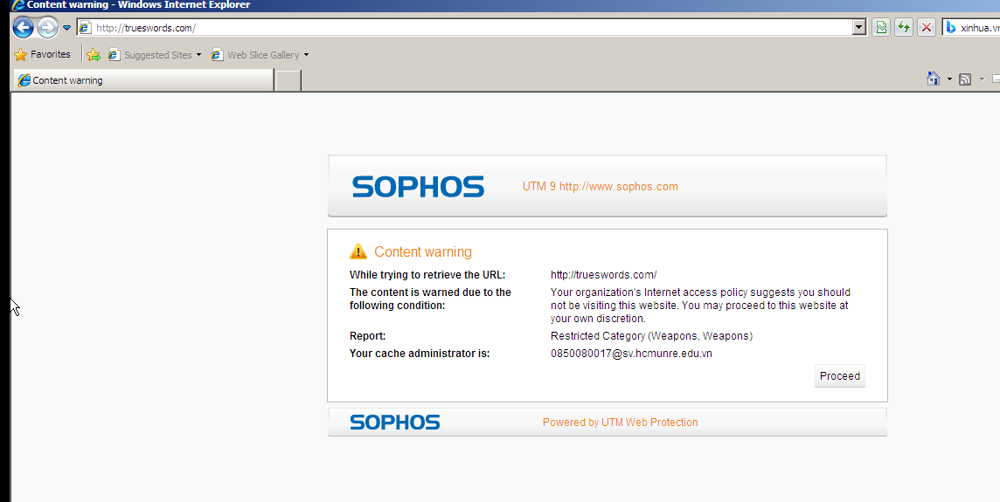 Content warning - Windows Internet Explorer
http://trueswords.com/
xinhua.vn
Favorites
Suggested Sites
Web Slice Gallery
Content warning
SOPHOS
UTM 9 http://www.sophos.com
Content warning
While trying to retrieve the URL: http://trueswords.com/
The content is warned due to the following condition: Your organization's Internet access policy suggests you should
not be visiting this website. You may proceed to this website at
your own discretion.
Report: Restricted Category (Weapons, Weapons)
Your cache administrator is: 0850080017@sv.hcmunre.edu.vn
Proceed
SOPHOS
Powered by UTM Web Protection